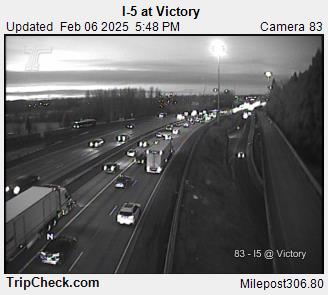 I-5 at Victory
Updated  Feb 06 2025  5:48 PM
Camera 83
N
83 - I5 @ Victory
TripCheck.com
Milepost306.80